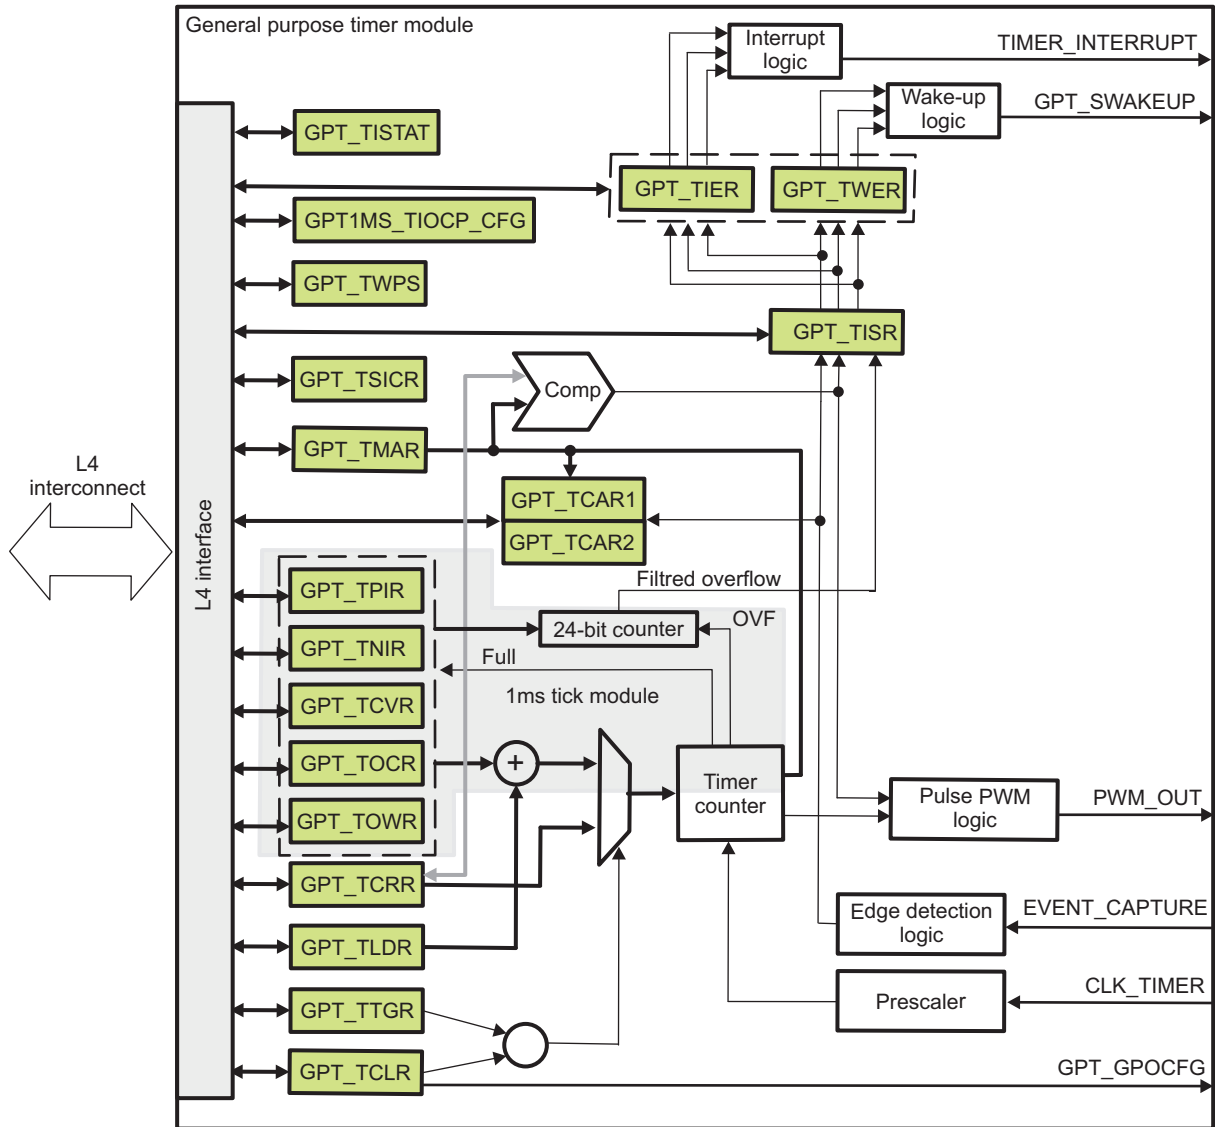 General purpose timer module
Interrupt
logic
TIMER_INTERRUPT
Wake-up
logic
GPT_SWAKEUP
GPT_TISTAT
GPT_TIER
GPT_TWER
GPT1MS_TIOCP_CFG
GPT_TWPS
GPT_TISR
GPT_TSICR
Comp
GPT_TMAR
L4
interconnect
L4 interface
GPT_TCAR1
GPT_TCAR2
Filtred overflow
GPT_TPIR
24-bit counter
OVF
GPT_TNIR
Full
GPT_TCVR
1ms tick module
GPT_TOCR
+
Timer
counter
GPT_TOWR
Pulse PWM
logic
PWM_OUT
GPT_TCRR
Edge detection
logic
EVENT_CAPTURE
GPT_TLDR
Prescaler
CLK_TIMER
GPT_TTGR
GPT_TCLR
GPT_GPOCFG